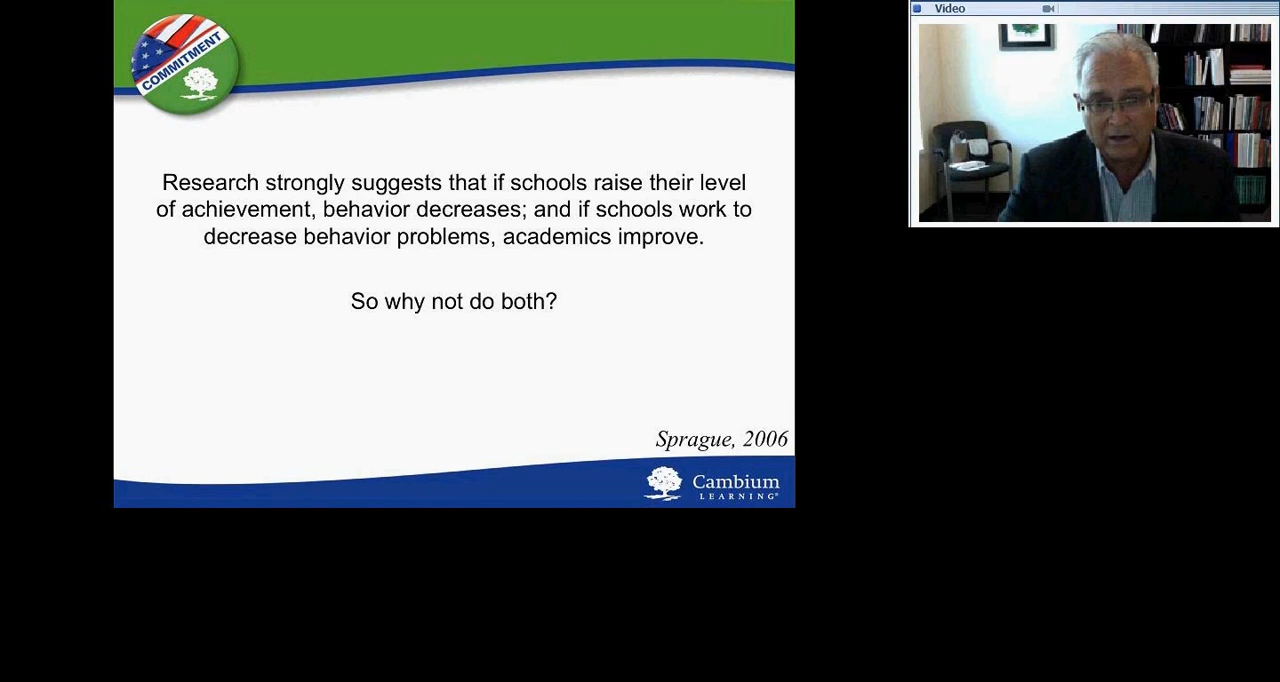 COMMITMENT
Video
Research strongly suggests that if schools raise their level
of achievement, behavior decreases; and if schools work to
decrease behavior problems, academics improve.
So why not do both?
Sprague, 2006
Cambium
LEARNING®